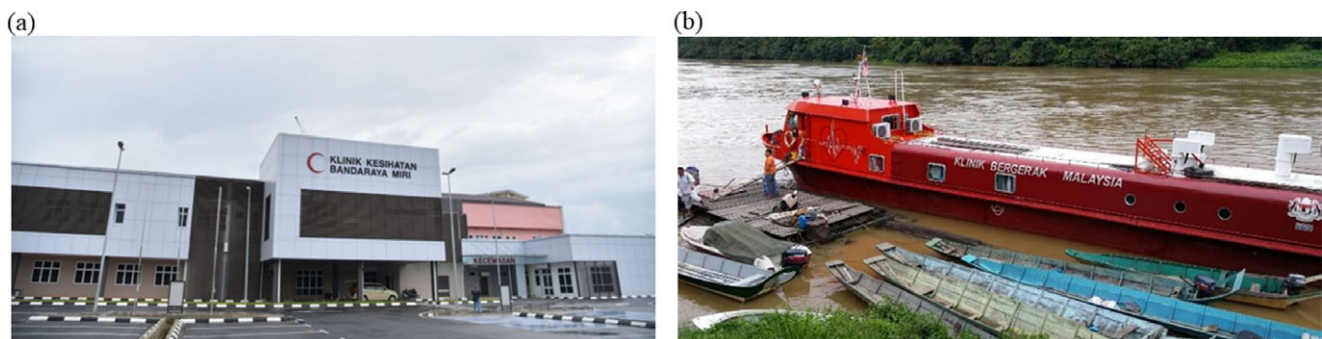 (a)
KLINIK KESIHATAN
BANDARAYA MIRI
KECEMASAN
(b)
KLINIK BERGERAK MALAYSIA